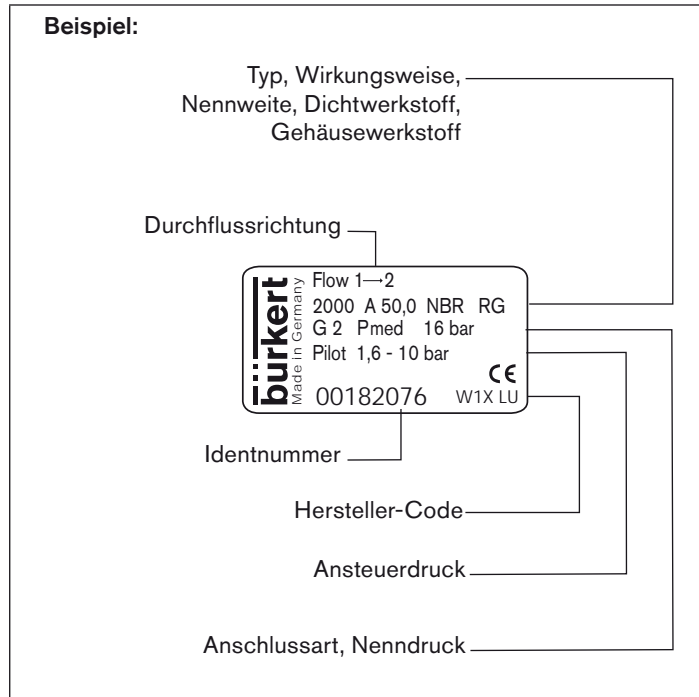 Beispiel:
Typ, Wirkungsweise,
Nennweite, Dichtwerkstoff,
Gehäusewerkstoff
Durchflussrichtung
bürkert
Made in Germany
Flow 1→2
2000 A 50,0 NBR RG
G 2 Pmed 16 bar
Pilot 1,6 - 10 bar
CE
00182076 W1X LU
Identnummer
Hersteller-Code
Ansteuerdruck
Anschlussart, Nenndruck